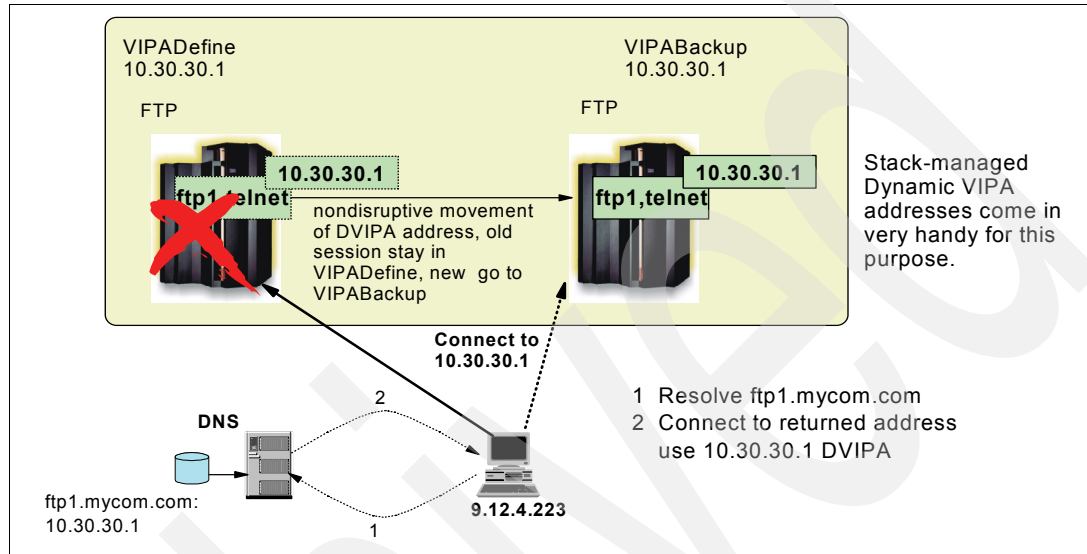 VIPADefine
10.30.30.1
VIPABackup
10.30.30.1
FTP
FTP
10.30.30.1
ftp1,telnet
10.30.30.1
ftp1,telnet
nondisruptive movement
of DVIPA address, old
session stay in
VIPADefine, new go to
VIPABackup
Stack-managed
Dynamic VIPA
addresses come in
very handy for this
purpose.
Connect to
10.30.30.1
1 Resolve ftp1.mycom.com
2 Connect to returned address
use 10.30.30.1 DVIPA
DNS
2
ftp1.mycom.com:
10.30.30.1
1
9.12.4.223